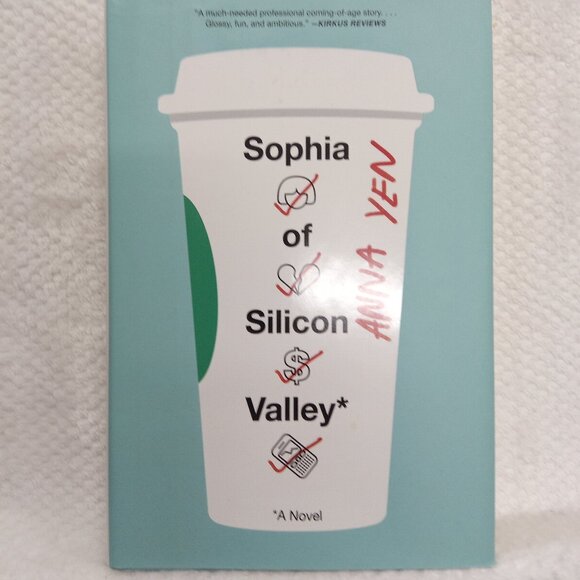 "A much-needed professional coming-of-age story. . . .
Glossy, fun, and ambitious." —KIRKUS REVIEWS
Sophia
of
Silicon
Valley*
ANNA YEN
*A Novel